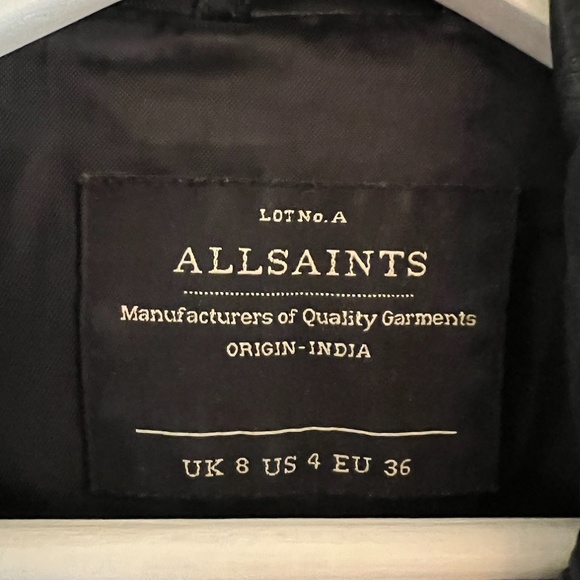 LOT No. A
ALLSAINTS
Manufacturers of Quality Garments
ORIGIN-INDIA
UK 8 US 4 EU 36